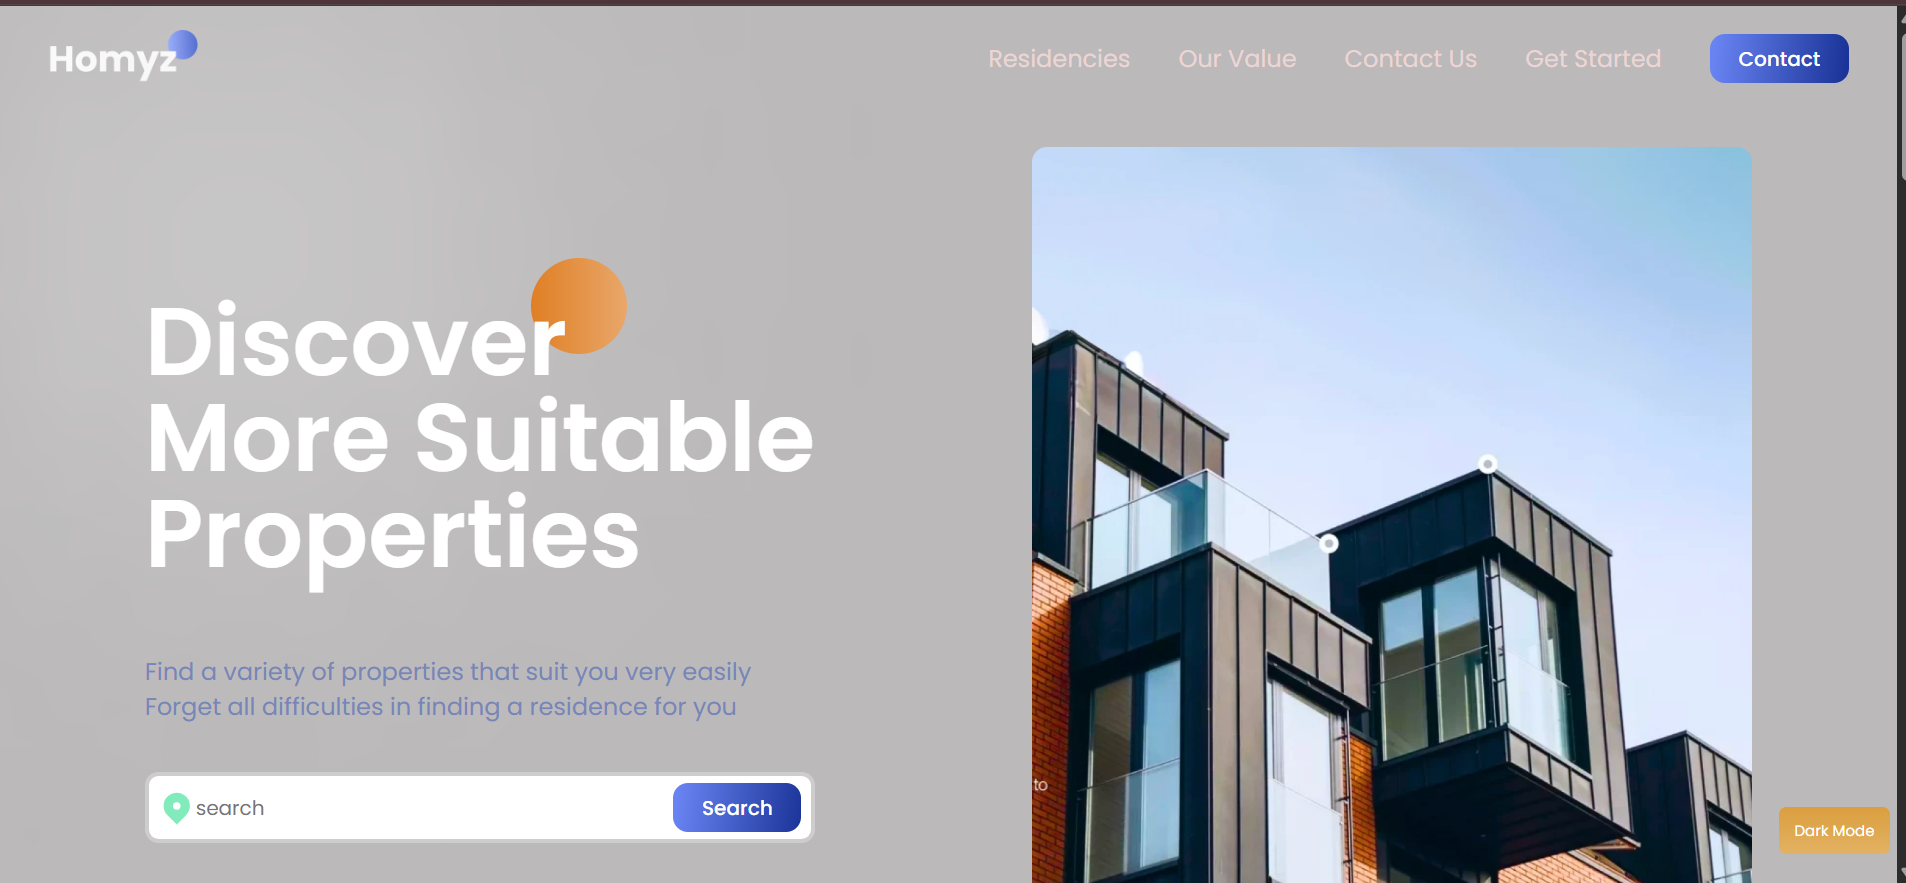 Homyz
Residencies
Our Value
Contact Us
Get Started
Contact
Discover
More Suitable
Properties
Find a variety of properties that suit you very easily
Forget all difficulties in finding a residence for you
search
Search
to
Dark Mode